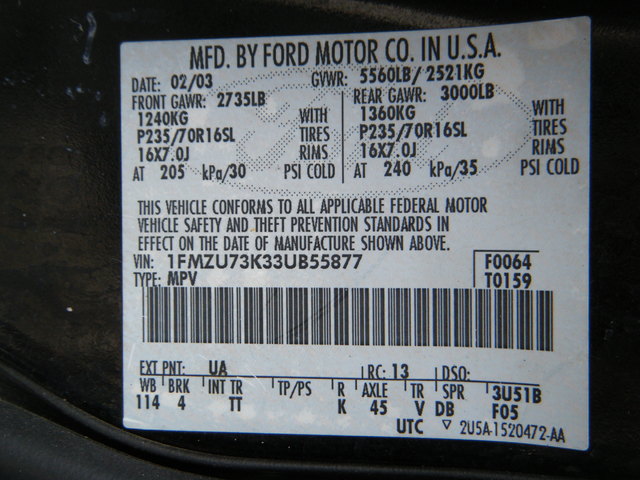 MFD. BY FORD MOTOR CO. IN U.S.A.
DATE: 02/03 GVWR: 5560LB/ 2521KG
FRONT GAWR: 2735LB REAR GAWR: 3000LB
1240KG WITH 1360KG WITH
P235/70R16SL TIRES P235/70R16SL TIRES
16X7.0J RIMS 16X7.0J RIMS
AT 205 kPa/30 PSI COLD AT 240 kPa/35 PSI COLD
THIS VEHICLE CONFORMS TO ALL APPLICABLE FEDERAL MOTOR
VEHICLE SAFETY AND THEFT PREVENTION STANDARDS IN
EFFECT ON THE DATE OF MANUFACTURE SHOWN ABOVE.
VIN: 1FMZU73K33UB55877 F0064
TYPE: MPV T0159
EXT PNT: UA RC: 13 DSO:
WB BRK INT TR TP/PS R AXLE TR SPR 3U51B
114 4 TT K 45 V DB F05
UTC ▽ 2U5A-1520472-AA